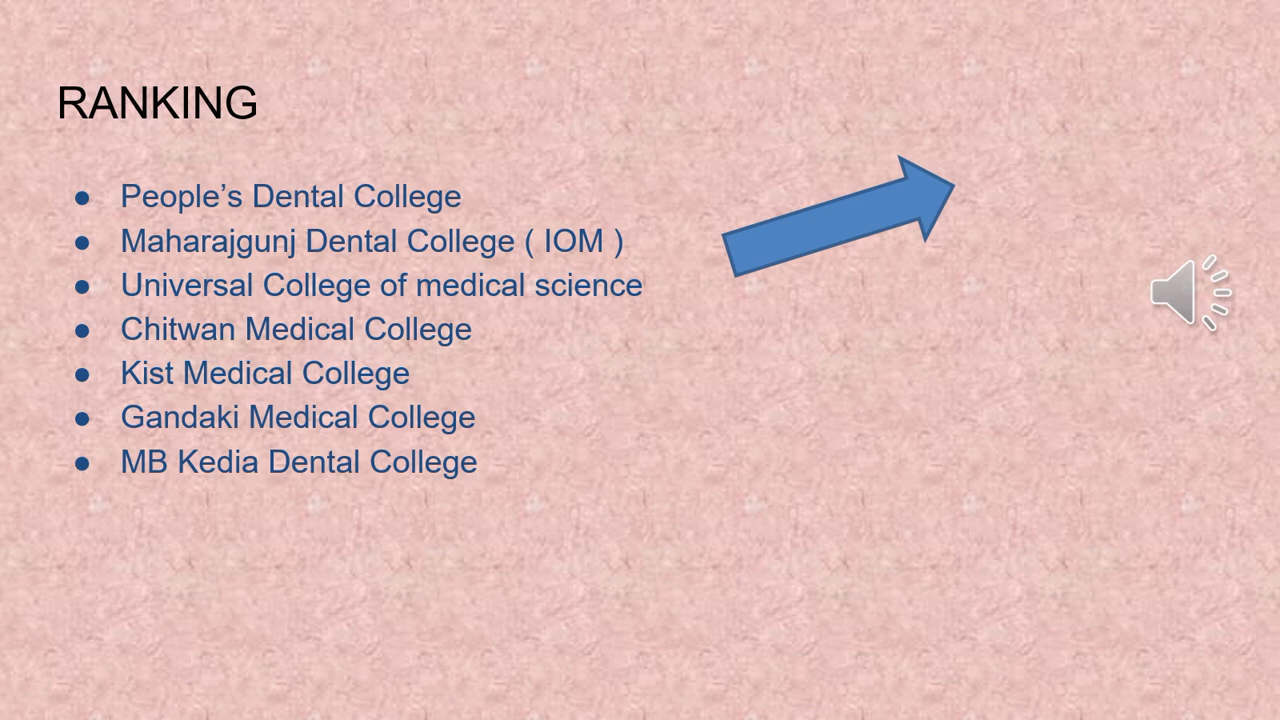 RANKING
● People’s Dental College
● Maharajgunj Dental College ( IOM )
● Universal College of medical science
● Chitwan Medical College
● Kist Medical College
● Gandaki Medical College
● MB Kedia Dental College